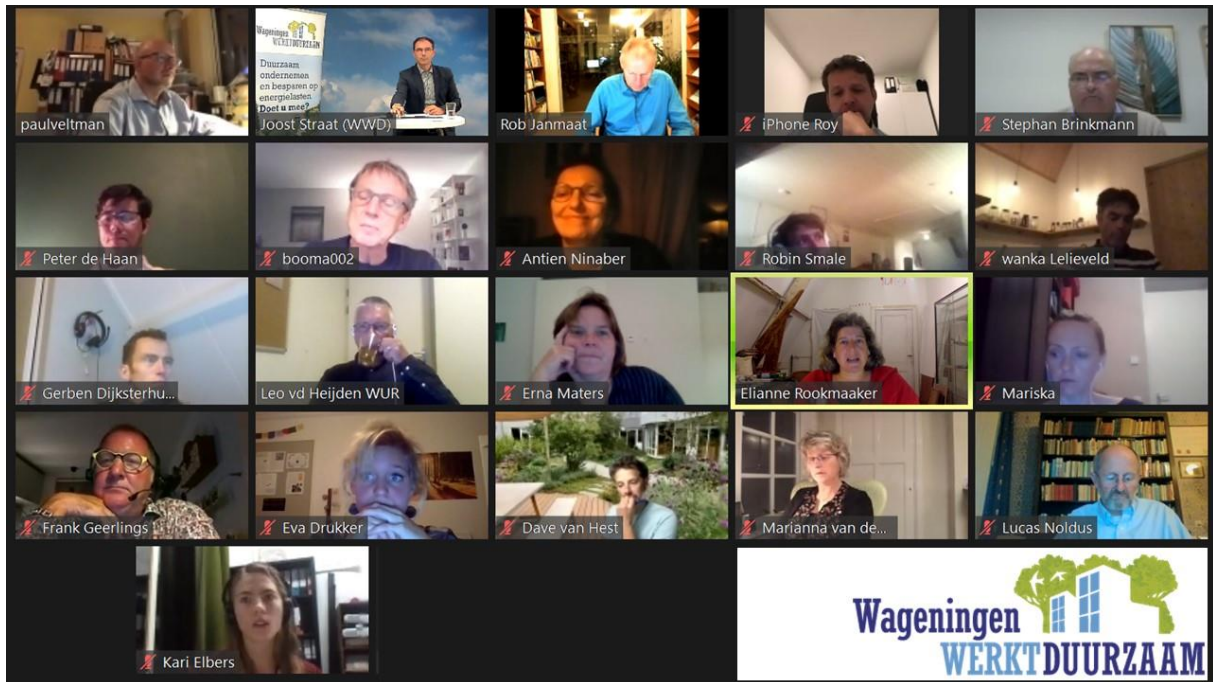 paulveltman
Wageningen
WERKTDUURZAAM
Duurzaam
ondernemen
en besparen op
energielasten.
Doet u mee?
Joost Straat (WWD)
Rob Janmaat
iPhone Roy
Stephan Brinkmann
Peter de Haan
booma002
Antien Ninaber
Robin Smale
wanka Lelieveld
Gerben Dijksterhu...
Leo vd Heijden WUR
Erna Maters
Elianne Rookmaaker
Mariska
Frank Geerlings
Eva Drukker
Dave van Hest
Marianna van de...
Lucas Noldus
Kari Elbers
Wageningen
WERKTDUURZAAM